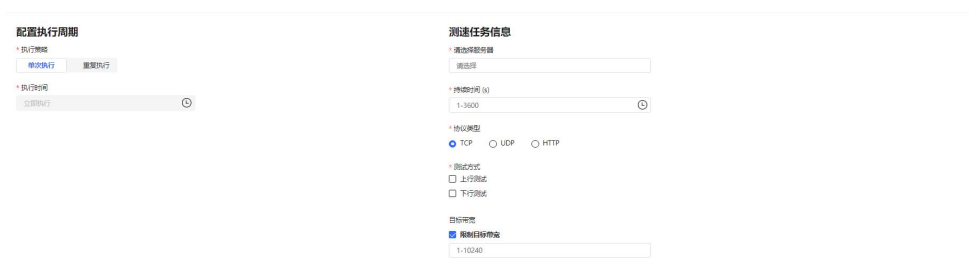 配置执行周期
* 执行策略
单次执行 重复执行
* 执行时间
立即执行
测速任务信息
* 请选择服务器
请选择
* 持续时间 (s)
1-3600
* 协议类型
TCP UDP HTTP
* 测试方式
上行测试
下行测试
目标带宽
限制目标带宽
1-10240